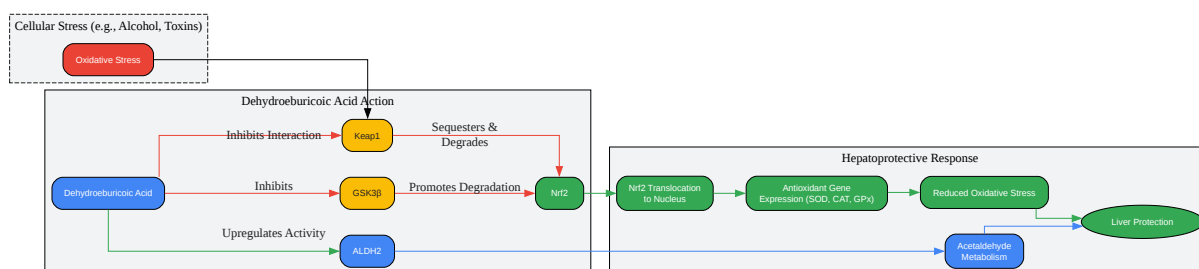 Cellular Stress (e.g., Alcohol, Toxins)
Oxidative Stress
Dehydroeburicoic Acid Action
Inhibits Interaction
Keap1
Sequesters &
Degrades
Dehydroeburicoic Acid
Inhibits
GSK3β
Promotes Degradation
Nrf2
Upregulates Activity
ALDH2
Hepatoprotective Response
Nrf2 Translocation
to Nucleus
Antioxidant Gene
Expression (SOD, CAT, GPx)
Reduced Oxidative Stress
Liver Protection
Acetaldehyde
Metabolism